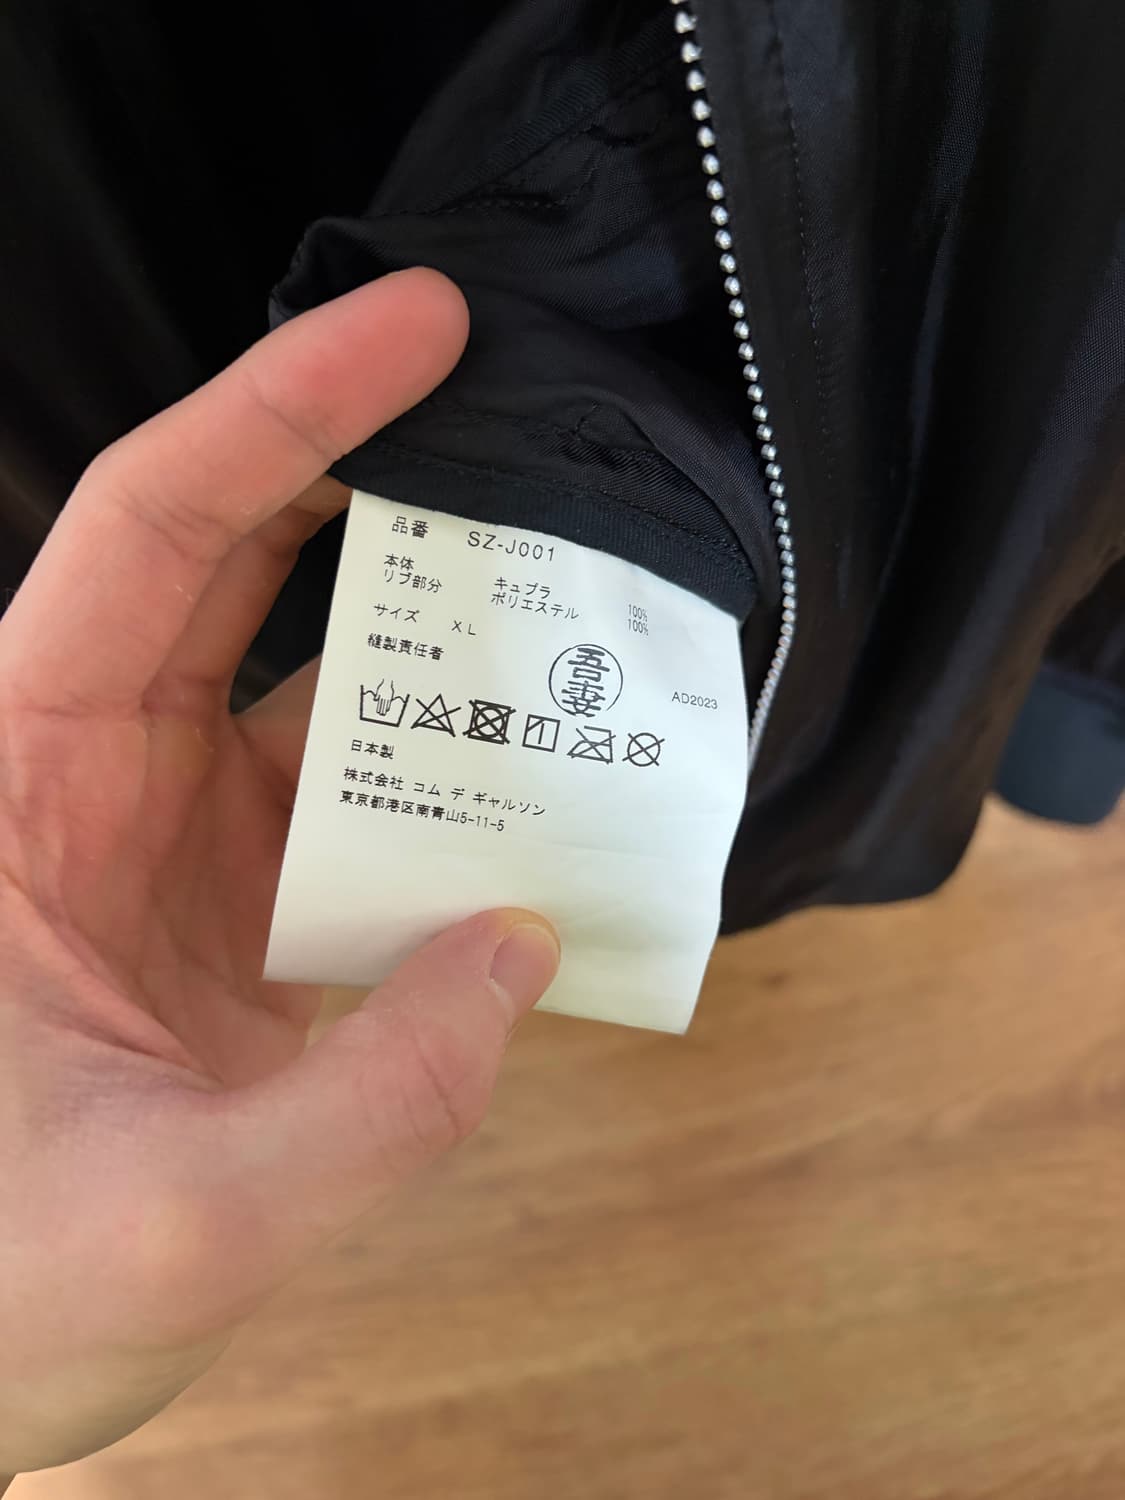 品番 SZ-J001
本体 キュプラ 100%
リブ部分 ポリエステル 100%
サイズ XL
縫製責任者
AD2023
日本製
株式会社 コム デ ギャルソン
東京都港区南青山5-11-5